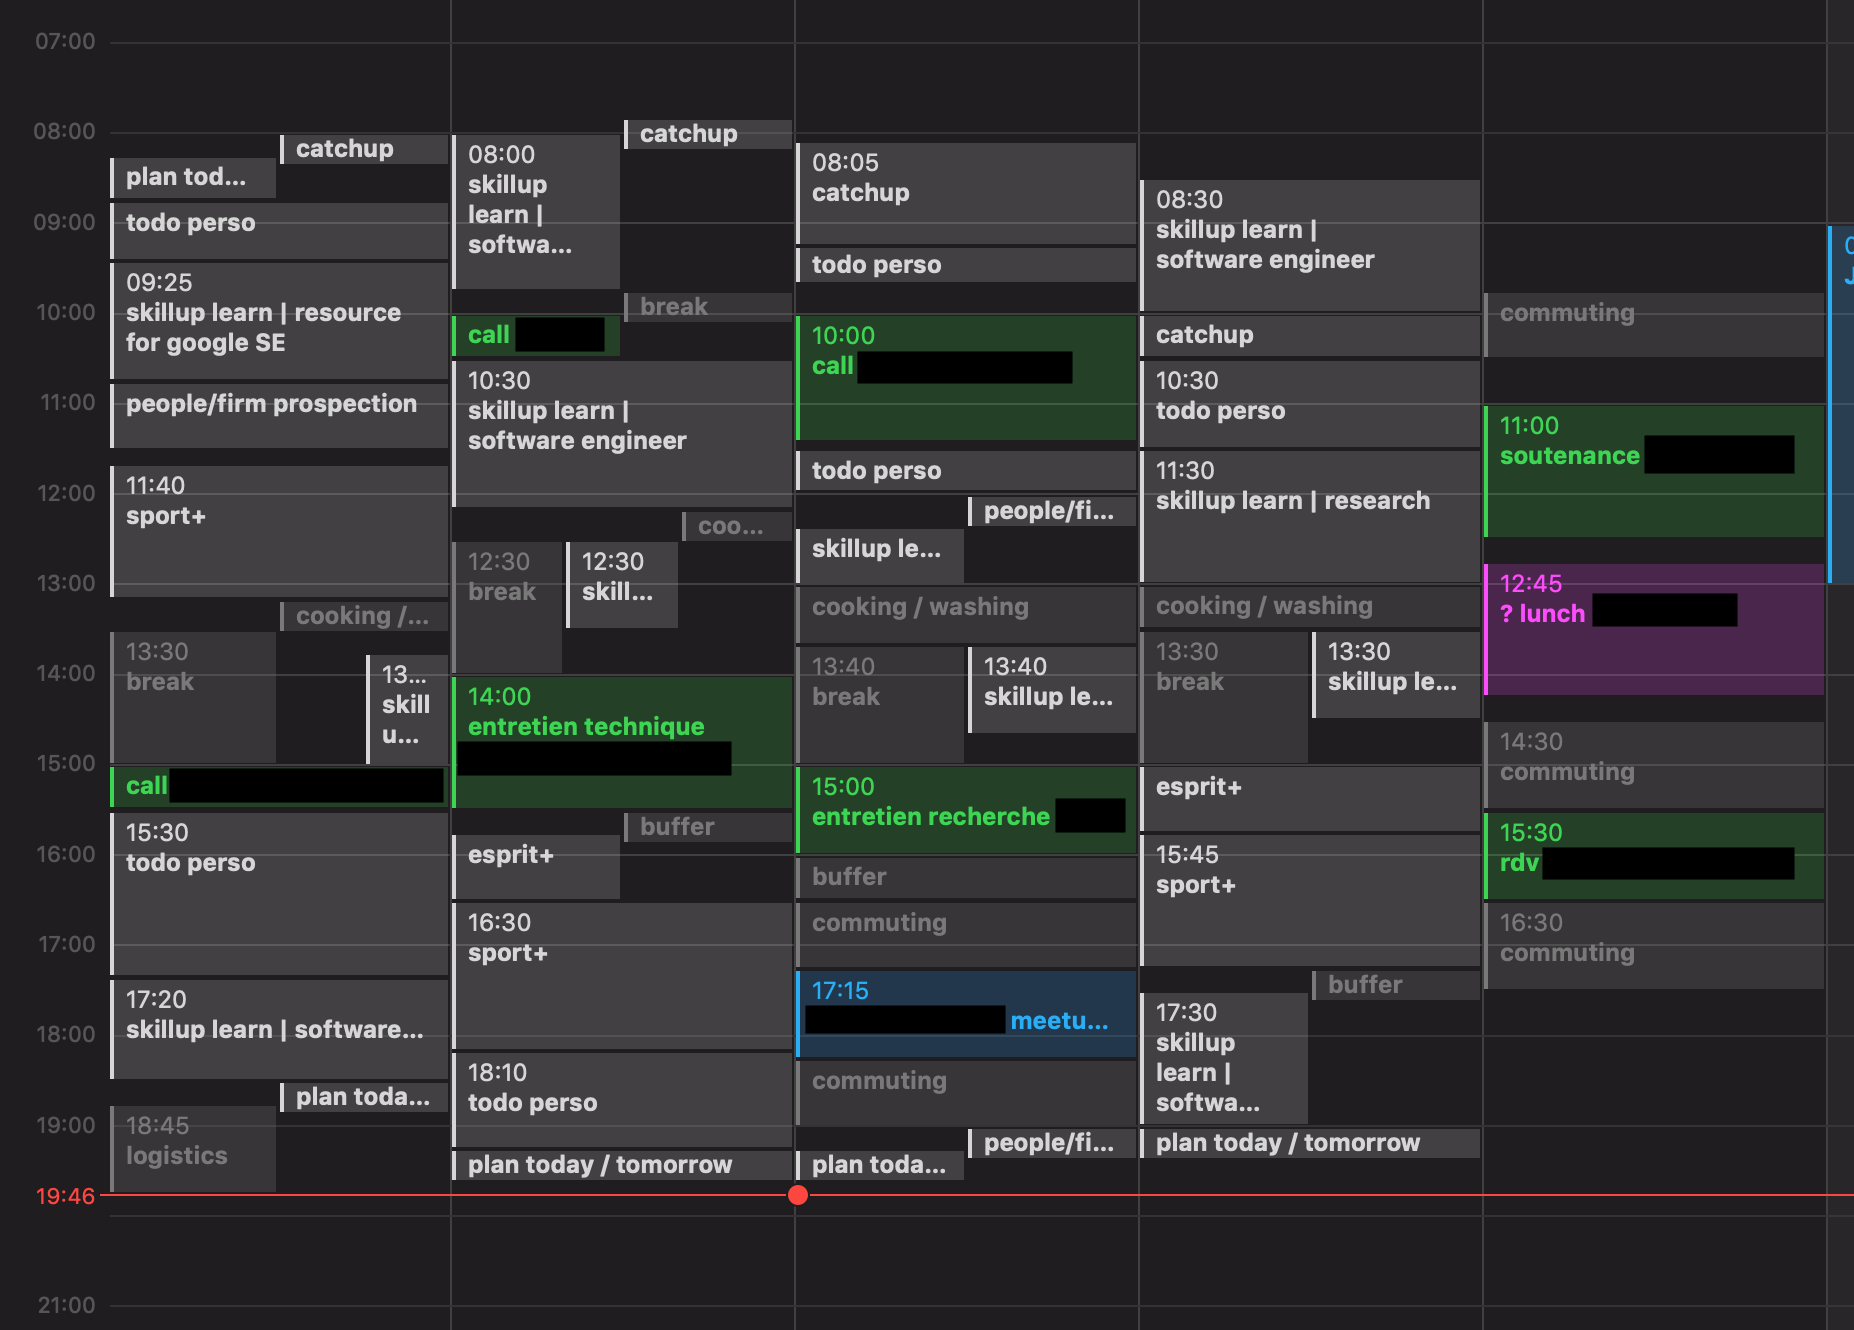 07:00
08:00
09:00
10:00
11:00
12:00
13:00
14:00
15:00
16:00
17:00
18:00
19:00
19:46
21:00
catchup
plan tod...
todo perso
09:25
skillup learn | resource
for google SE
people/firm prospection
11:40
sport+
cooking /...
13:30
break
13...
skill
u...
call
15:30
todo perso
17:20
skillup learn | software...
plan toda...
18:45
logistics
catchup
08:00
skillup
learn |
softwa...
break
call
10:30
skillup learn |
software engineer
coo...
12:30
break
12:30
skill...
14:00
entretien technique
buffer
esprit+
16:30
sport+
18:10
todo perso
plan today / tomorrow
08:05
catchup
todo perso
10:00
call
todo perso
people/fi...
skillup le...
cooking / washing
13:40
break
13:40
skillup le...
15:00
entretien recherche
buffer
commuting
17:15
meetu...
commuting
people/fi...
plan toda...
08:30
skillup learn |
software engineer
catchup
10:30
todo perso
11:30
skillup learn | research
cooking / washing
13:30
break
13:30
skillup le...
esprit+
15:45
sport+
buffer
17:30
skillup
learn |
softwa...
plan today / tomorrow
commuting
11:00
soutenance
12:45
? lunch
14:30
commuting
15:30
rdv
16:30
commuting